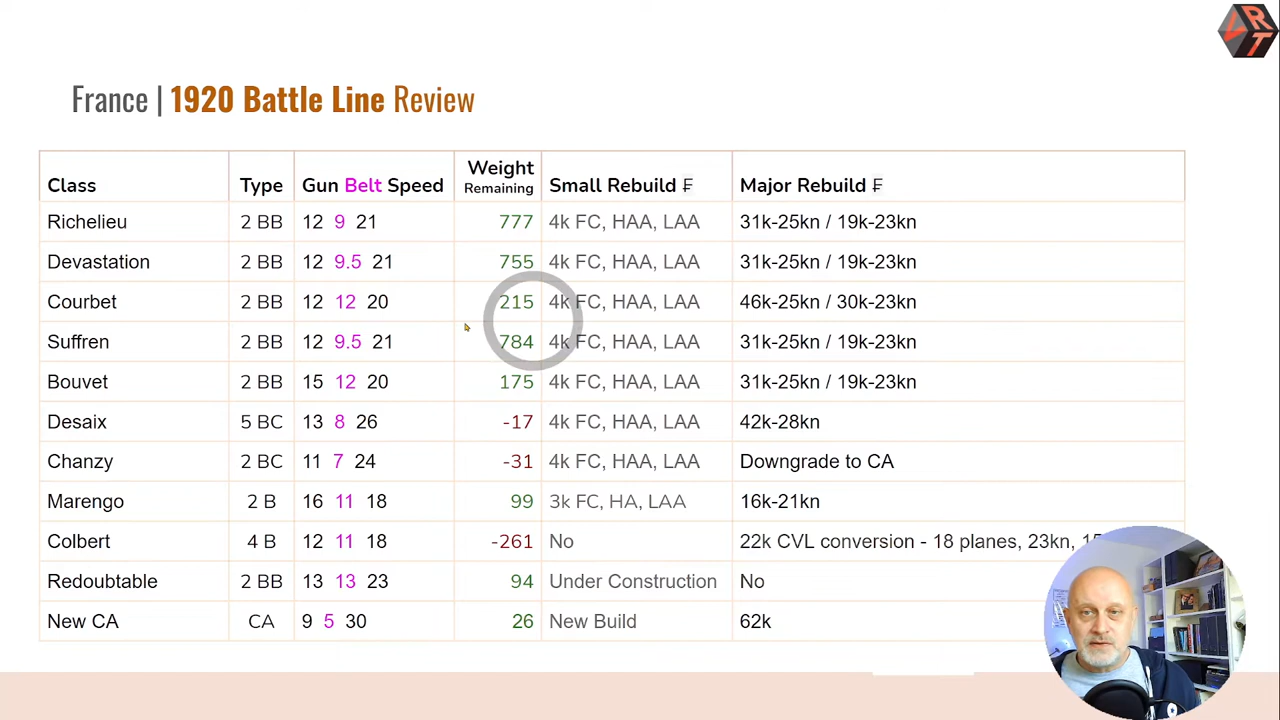 LRT
France | 1920 Battle Line Review
Class Type Gun Belt Speed Weight Remaining Small Rebuild ₣ Major Rebuild ₣
Richelieu 2 BB 12 9 21 777 4k FC, HAA, LAA 31k-25kn / 19k-23kn
Devastation 2 BB 12 9.5 21 755 4k FC, HAA, LAA 31k-25kn / 19k-23kn
Courbet 2 BB 12 12 20 215 4k FC, HAA, LAA 46k-25kn / 30k-23kn
Suffren 2 BB 12 9.5 21 784 4k FC, HAA, LAA 31k-25kn / 19k-23kn
Bouvet 2 BB 15 12 20 175 4k FC, HAA, LAA 31k-25kn / 19k-23kn
Desaix 5 BC 13 8 26 -17 4k FC, HAA, LAA 42k-28kn
Chanzy 2 BC 11 7 24 -31 4k FC, HAA, LAA Downgrade to CA
Marengo 2 B 16 11 18 99 3k FC, HA, LAA 16k-21kn
Colbert 4 B 12 11 18 -261 No 22k CVL conversion - 18 planes, 23kn,
Redoubtable 2 BB 13 13 23 94 Under Construction No
New CA CA 9 5 30 26 New Build 62k